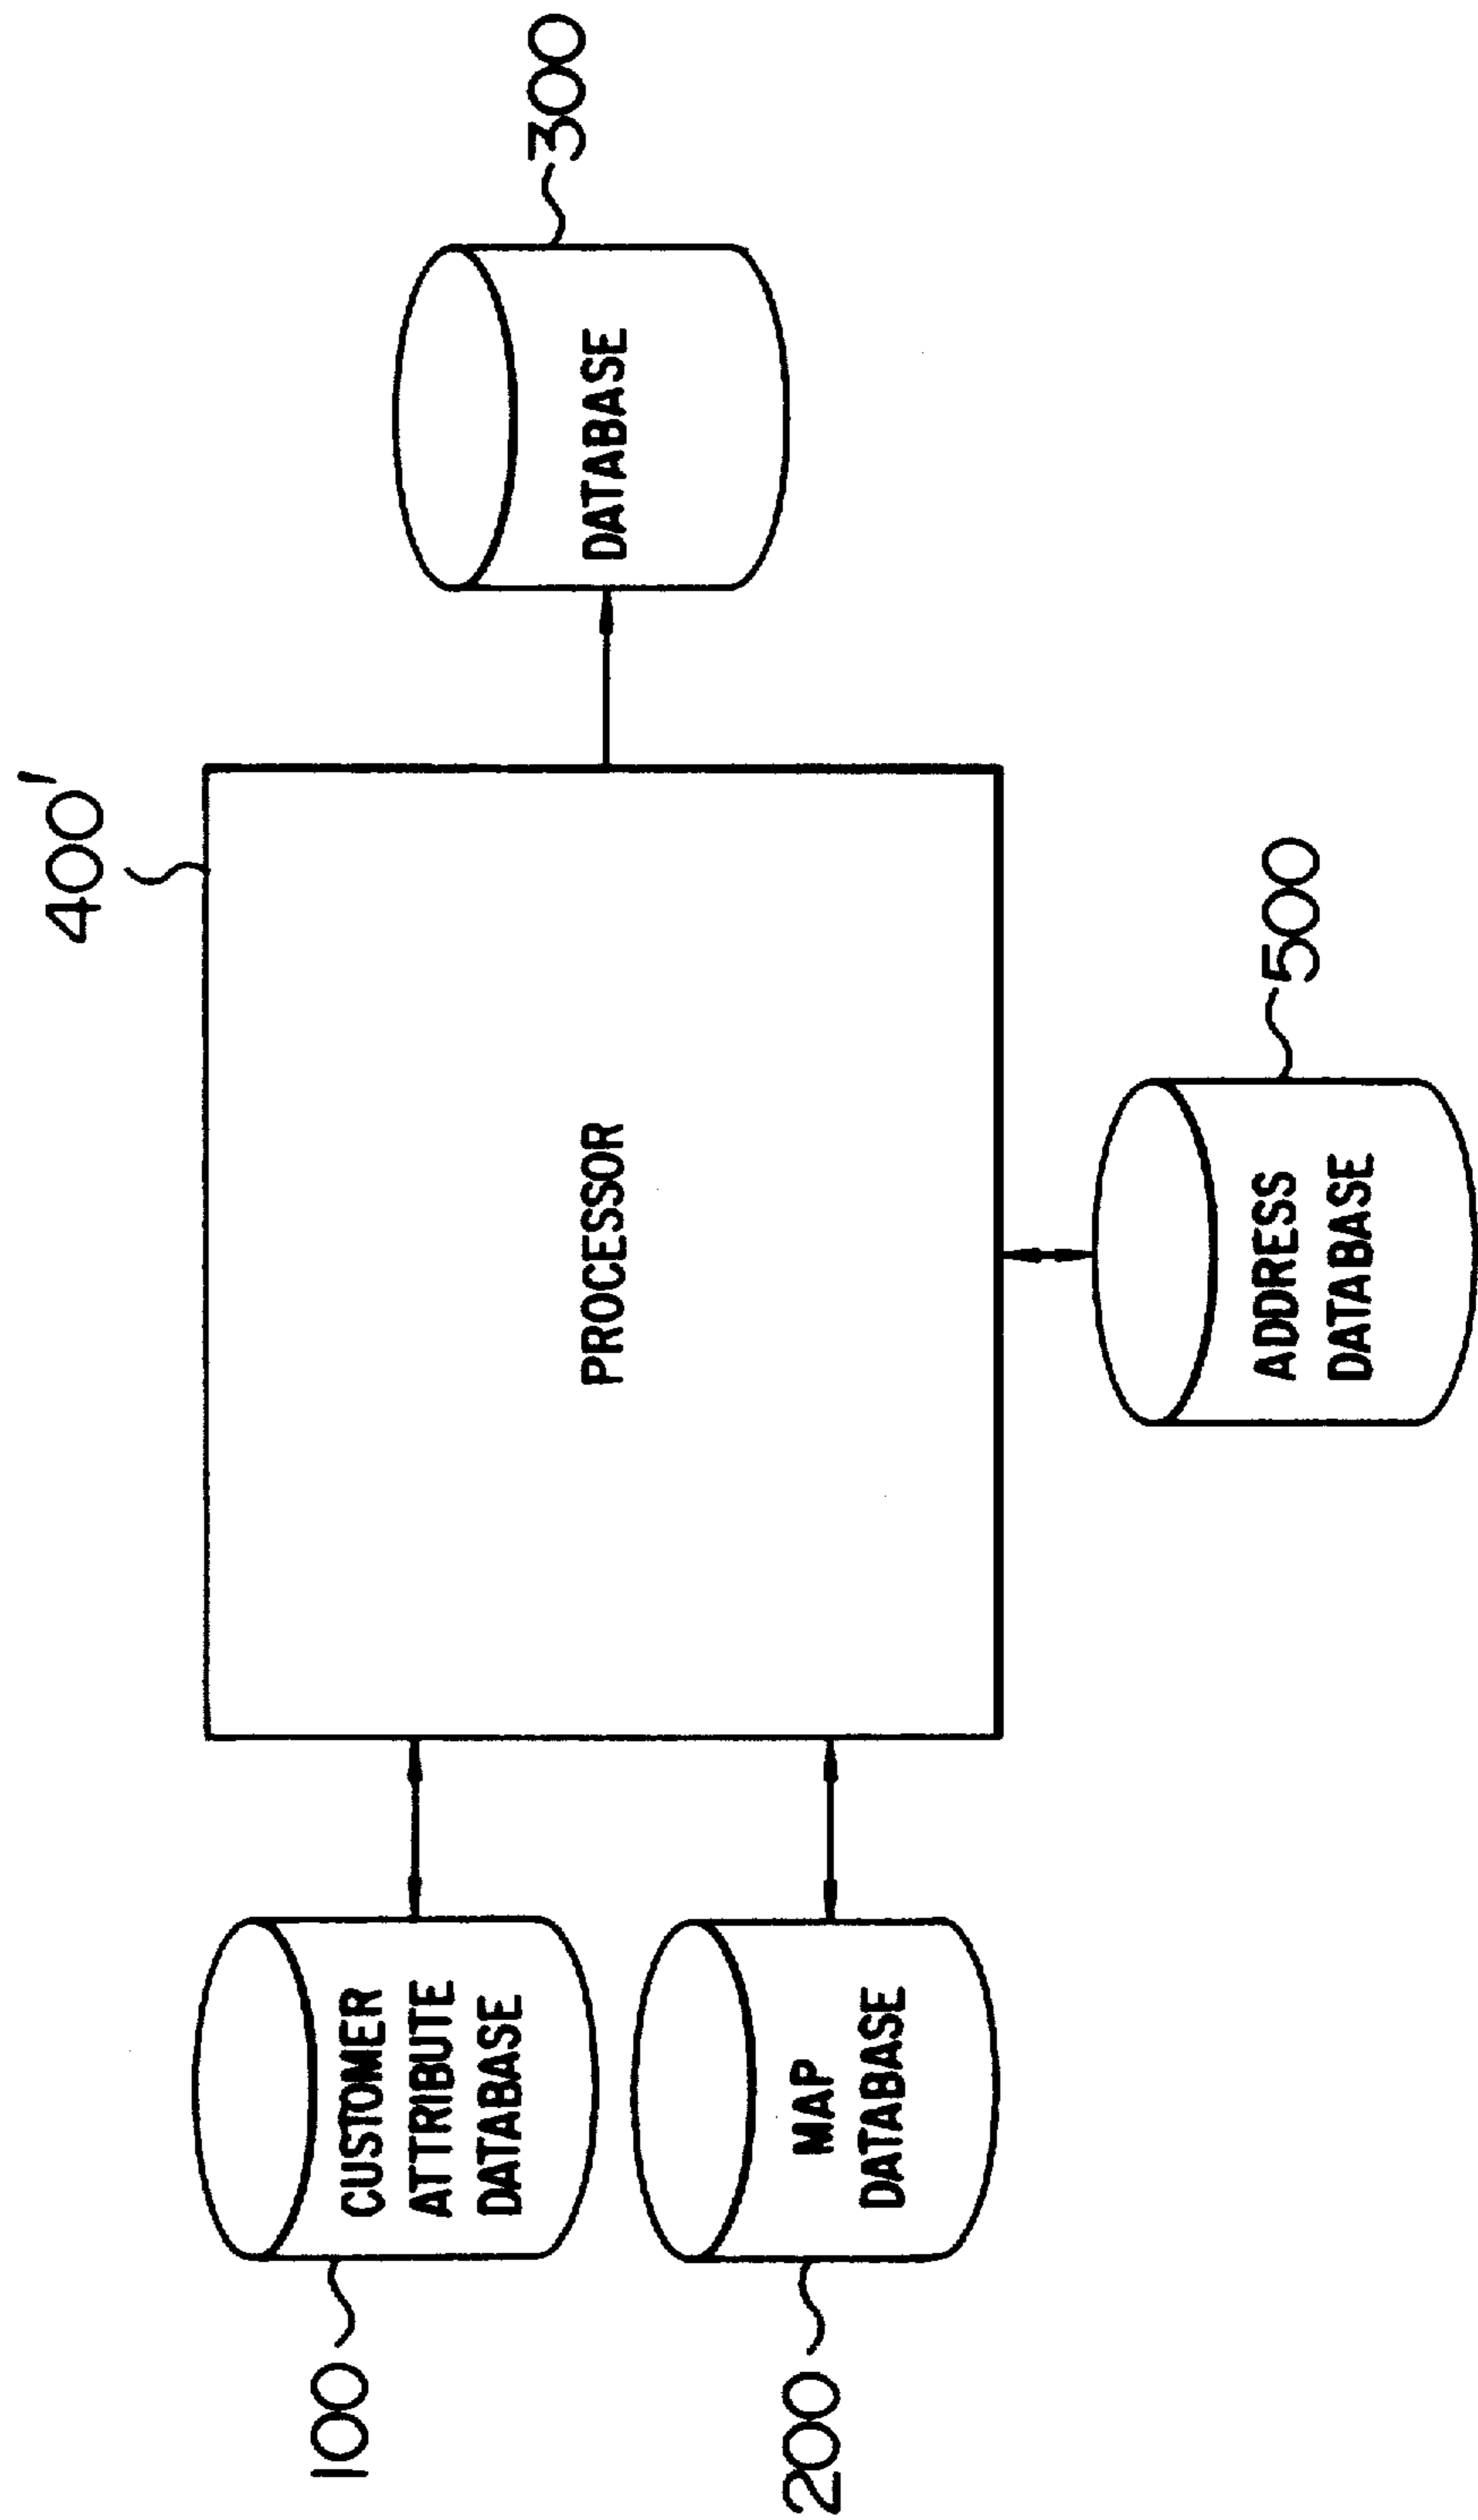 400'
100
CUSTOMER
ATTRIBUTE
DATABASE
PROCESSOR
DATABASE
300
200
MAP
DATABASE
ADDRESS
DATABASE
500